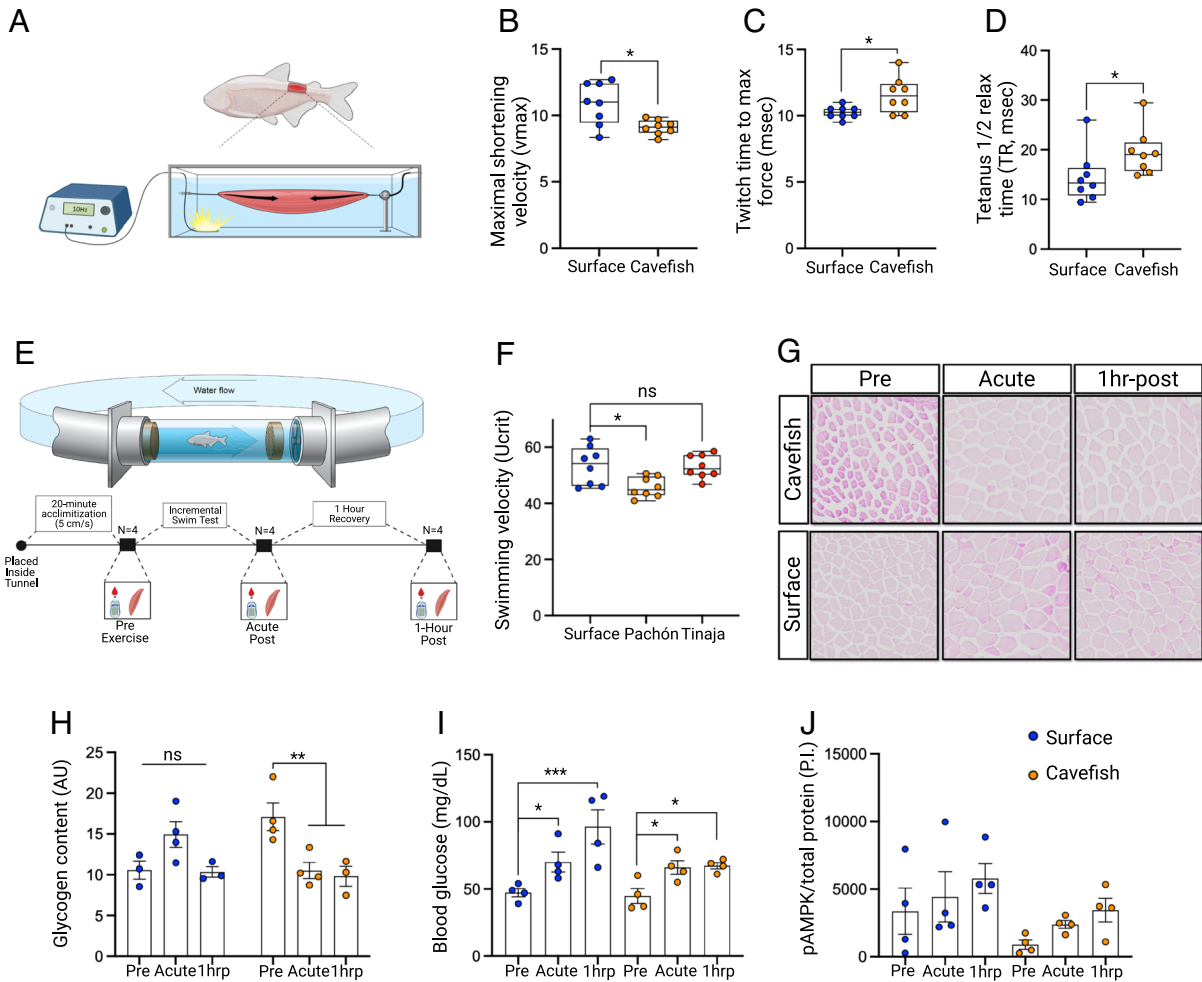 A
10Hz
B
*
15
10
5
0
Maximal shortening
velocity (vmax)
Surface Cavefish
C
*
15
10
5
0
Twitch time to max
force (msec)
Surface Cavefish
D
*
40
30
20
10
0
Tetanus 1/2 relax
time (TR, msec)
Surface Cavefish
E
Water flow
20-minute
acclimitization
(5 cm/s)
Incremental
Swim Test
1 Hour
Recovery
N=4
N=4
N=4
Placed
Inside
Tunnel
Pre
Exercise
Acute
Post
1-Hour
Post
F
ns
*
80
60
40
20
0
Swimming velocity (Ucrit)
Surface Pachón Tinaja
G
Pre
Acute
1hr-post
Cavefish
Surface
H
ns
**
25
20
15
10
5
0
Glycogen content (AU)
Pre Acute 1hrp
Pre Acute 1hrp
I
***
*
*
*
150
100
50
0
Blood glucose (mg/dL)
Pre Acute 1hrp Pre Acute 1hrp
J
Surface
Cavefish
15000
10000
5000
0
pAMPK/total protein (P.I.)
Pre Acute 1hrp Pre Acute 1hrp